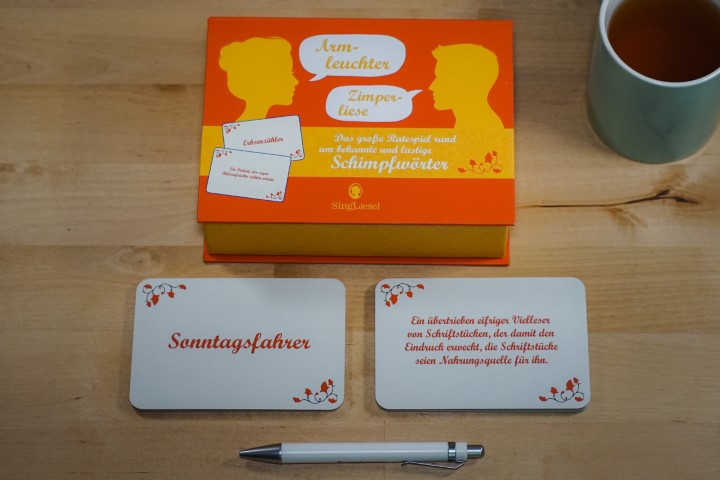 Arm-
leuchter
Zimper-
liese
Das große Ratespiel rund
um bekannte und lustige
Schimpfwörter
Erbsenzähler
SingLiesel
Sonntagsfahrer
Ein übertrieben eifriger Vielleser
von Schriftstücken, der damit den
Eindruck erweckt, die Schriftstücke
seien Nahrungsquelle für ihn.